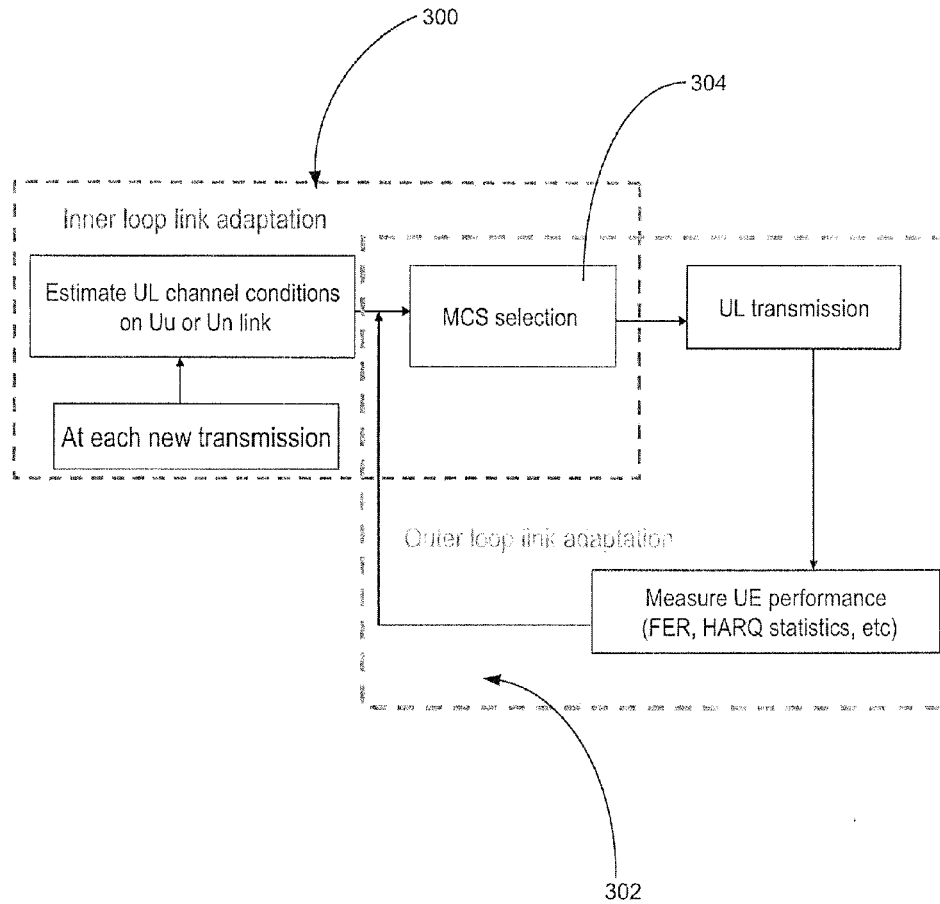 300
304
Inner loop link adaptation
Estimate UL channel conditions
on Uu or Un link
MCS selection
UL transmission
At each new transmission
Outer loop link adaptation
Measure UE performance
(FER, HARQ statistics, etc)
302